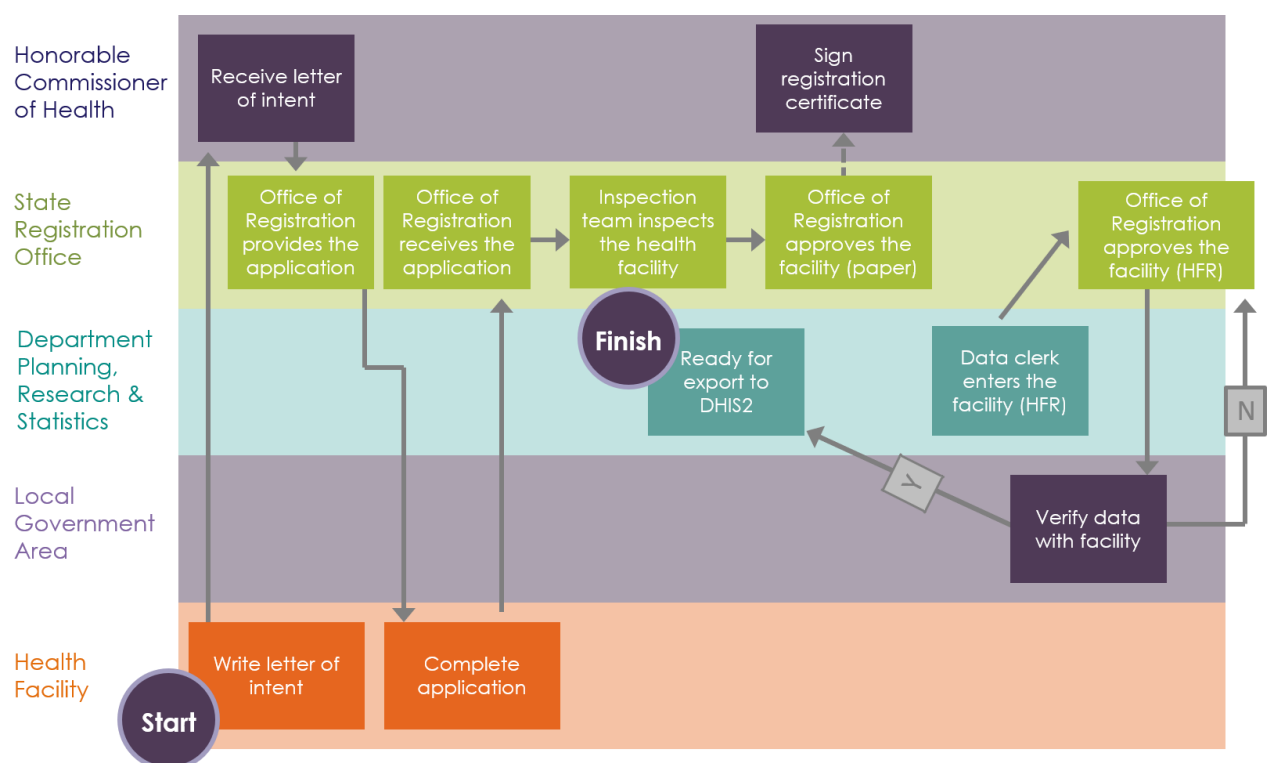 Honorable
Commissioner
of Health
Receive letter
of intent
Sign
registration
certificate
State
Registration
Office
Office of
Registration
provides the
application
Office of
Registration
receives the
application
Inspection
team inspects
the health
facility
Office of
Registration
approves the
facility (paper)
Office of
Registration
approves the
facility (HFR)
Department
Planning,
Research &
Statistics
Finish
Ready for
export to
DHIS2
Data clerk
enters the
facility (HFR)
N
Local
Government
Area
Y
Verify data
with facility
Health
Facility
Start
Write letter of
intent
Complete
application